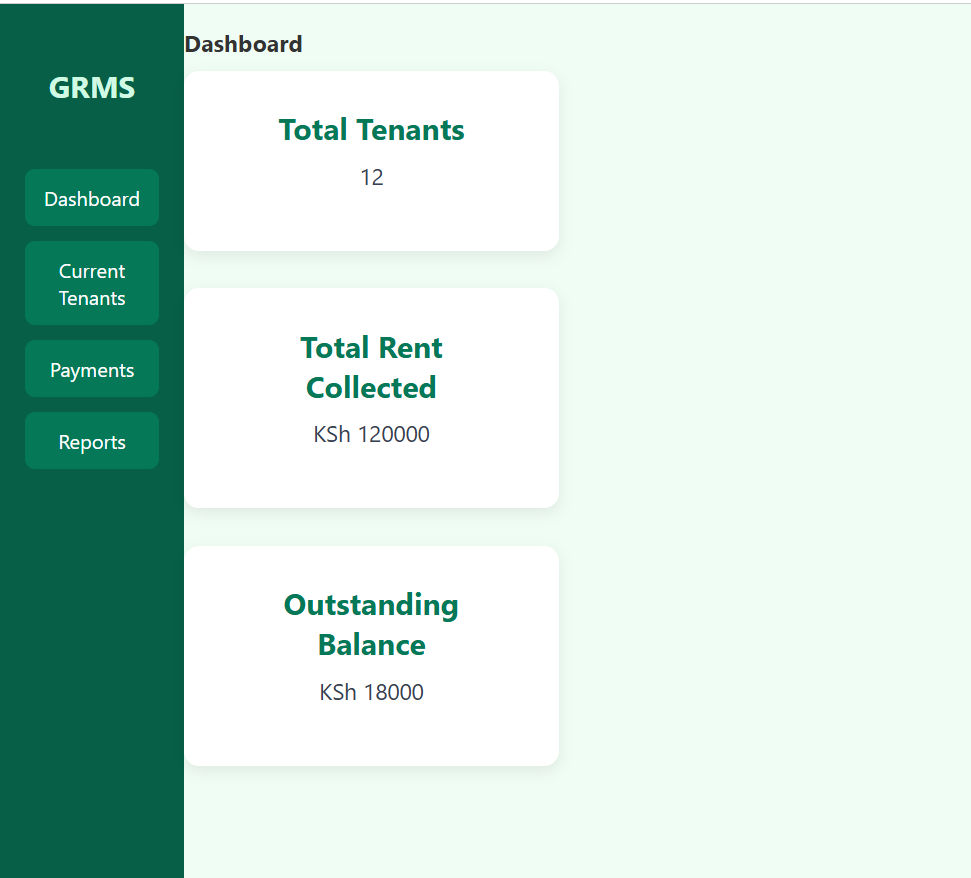 GRMS
Dashboard
Current
Tenants
Payments
Reports
Dashboard
Total Tenants
12
Total Rent
Collected
KSh 120000
Outstanding
Balance
KSh 18000